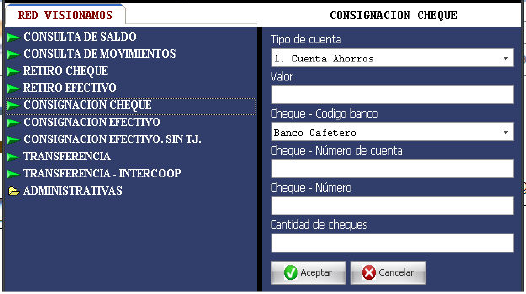 RED VISIONAMOS
CONSULTA DE SALDO
CONSULTA DE MOVIMIENTOS
RETIRO CHEQUE
RETIRO EFECTIVO
CONSIGNACION CHEQUE
CONSIGNACION EFECTIVO
CONSIGNACION EFECTIVO. SIN TJ.
TRANSFERENCIA
TRANSFERENCIA - INTERCOOP
ADMINISTRATIVAS
CONSIGNACION CHEQUE
Tipo de cuenta
1. Cuenta Ahorros
Valor
Cheque - Codigo banco
Banco Cafetero
Cheque - Número de cuenta
Cheque - Número
Cantidad de cheques
Aceptar
Cancelar